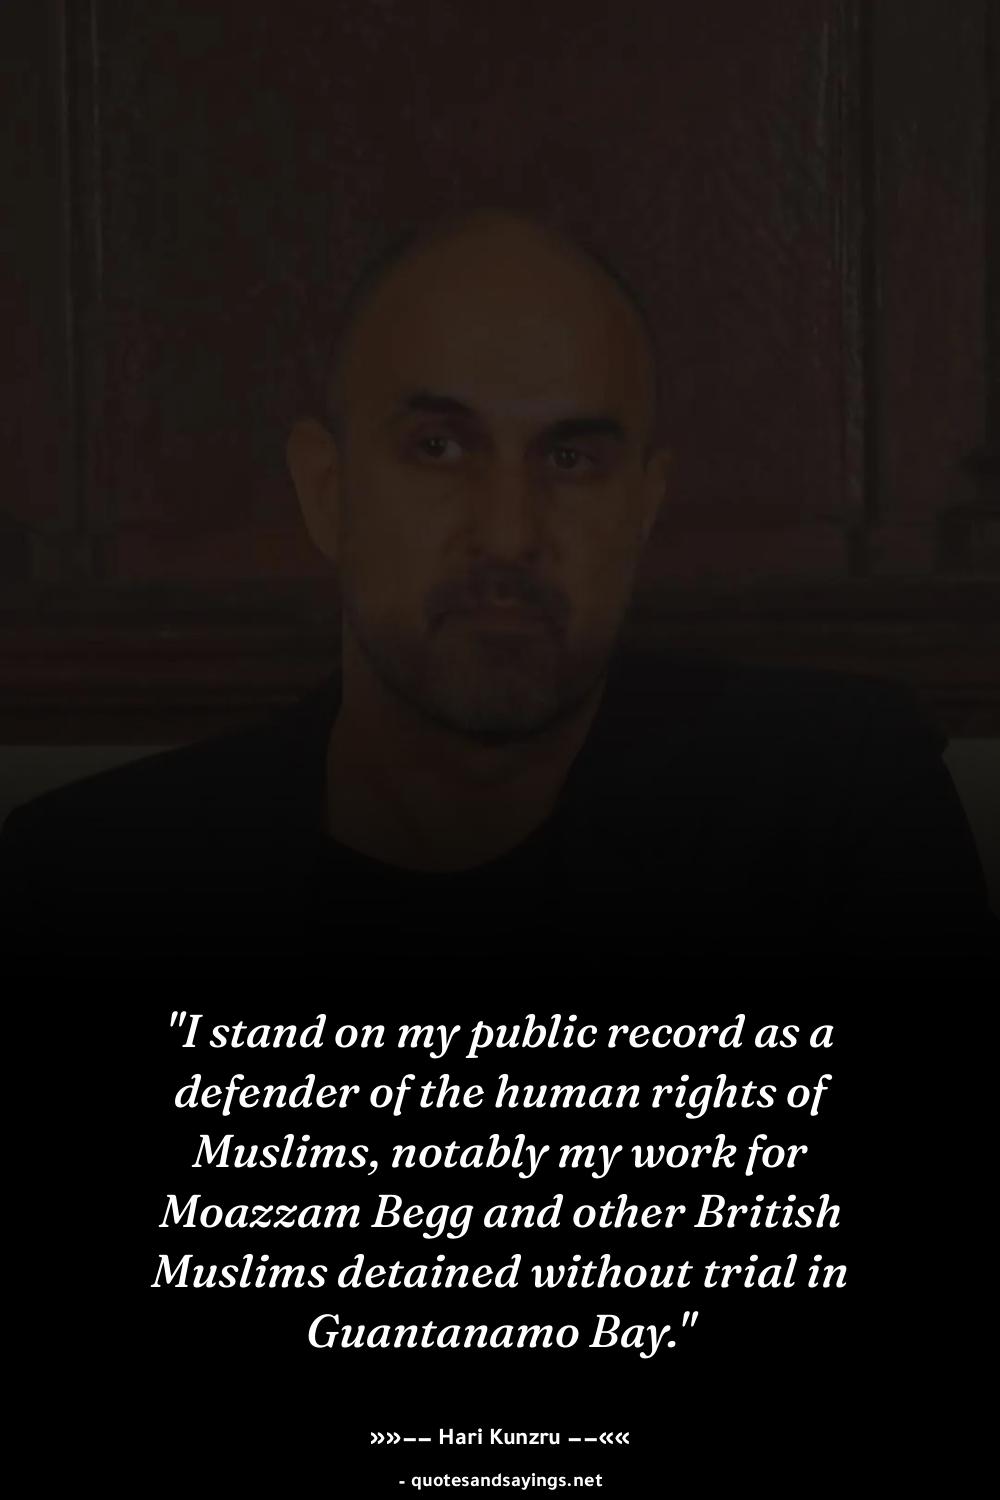 "I stand on my public record as a
defender of the human rights of
Muslims, notably my work for
Moazzam Begg and other British
Muslims detained without trial in
Guantanamo Bay."
»»—— Hari Kunzru ——««
- quotesandsayings.net